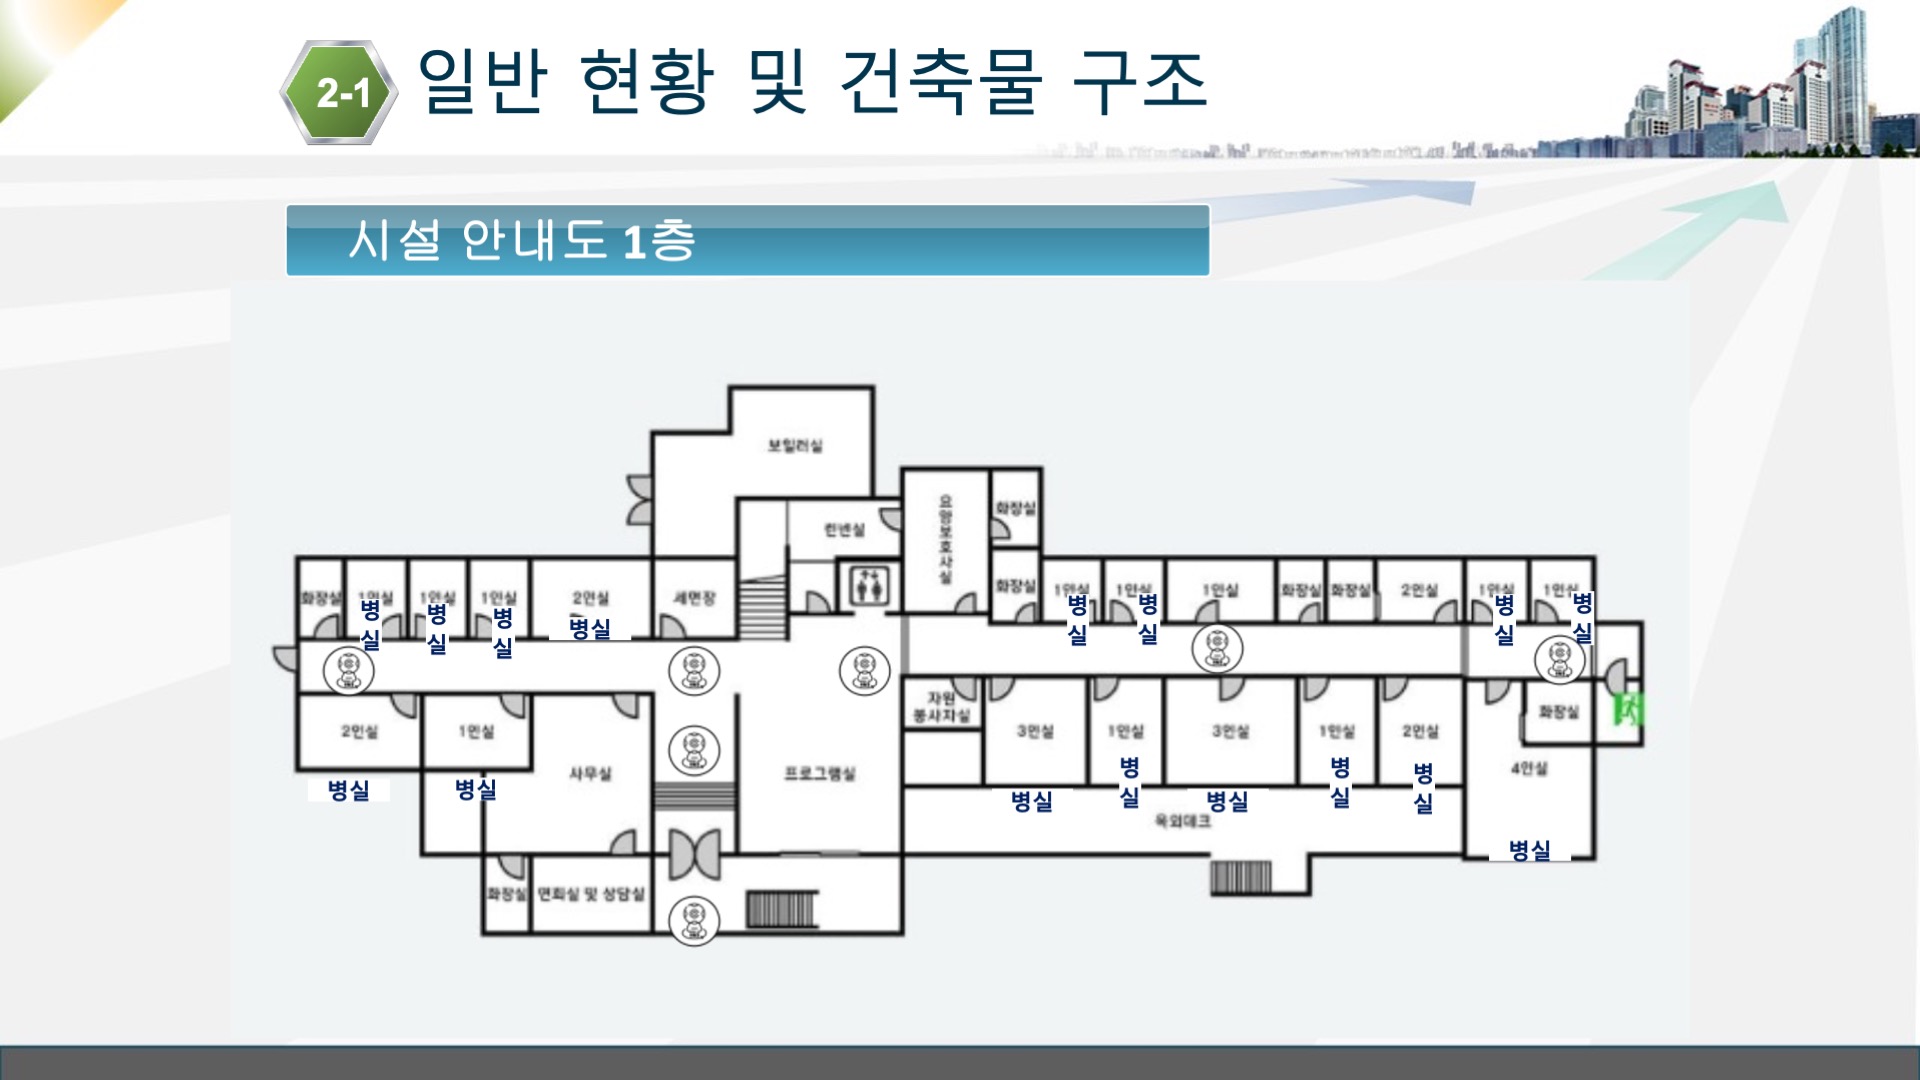 2-1 일반 현황 및 건축물 구조
시설 안내도 1층
보일러실
린넨실
요양보호사실
화장실
화장실
화장실
1인실
병실
1인실
병실
1인실
병실
2인실
병실
세면장
1인실
병실
1인실
병실
1인실
화장실
화장실
2인실
1인실
병실
1인실
병실
2인실
병실
1인실
병실
사무실
프로그램실
자원
봉사자실
3인실
병실
1인실
병실
3인실
병실
1인실
병실
2인실
병실
4인실
병실
화장실
옥외데크
화장실
면회실 및 상담실